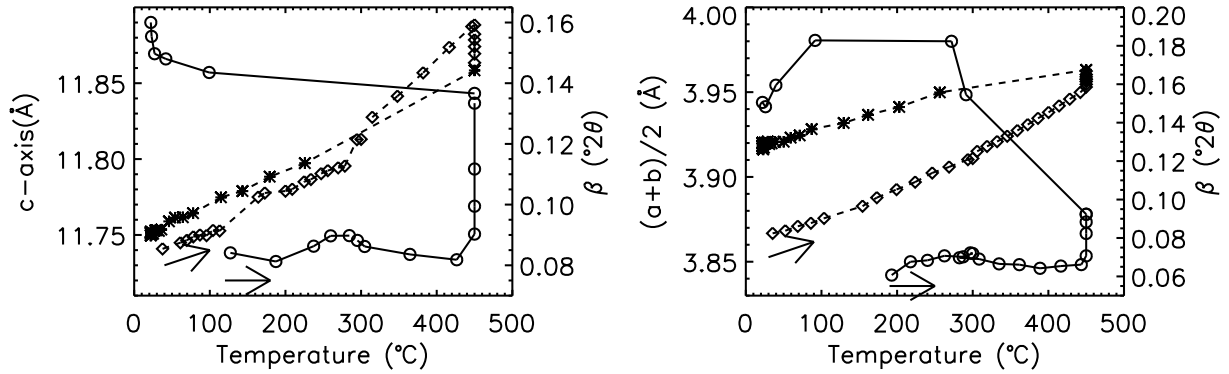 11.85
11.80
11.75
c−axis(Å)
0.16
0.14
0.12
0.10
0.08
β (°2θ)
0 100 200 300 400 500
Temperature (°C)
4.00
3.95
3.90
3.85
(a+b)/2 (Å)
0.20
0.18
0.16
0.14
0.12
0.10
0.08
0.06
β (°2θ)
0 100 200 300 400 500
Temperature (°C)